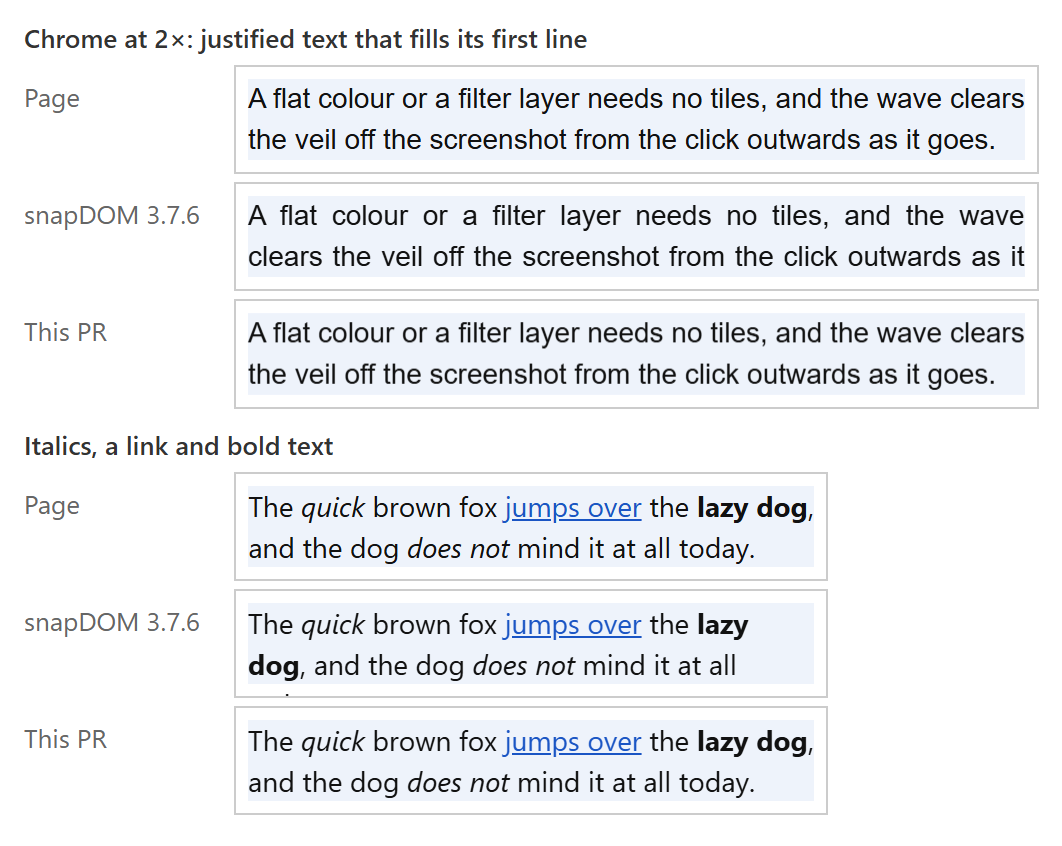 Chrome at 2×: justified text that fills its first line
Page
A flat colour or a filter layer needs no tiles, and the wave clears
the veil off the screenshot from the click outwards as it goes.
snapDOM 3.7.6
A flat colour or a filter layer needs no tiles, and the wave
clears the veil off the screenshot from the click outwards as it
This PR
A flat colour or a filter layer needs no tiles, and the wave clears
the veil off the screenshot from the click outwards as it goes.
Italics, a link and bold text
Page
The quick brown fox jumps over the lazy dog,
and the dog does not mind it at all today.
snapDOM 3.7.6
The quick brown fox jumps over the lazy
dog, and the dog does not mind it at all
This PR
The quick brown fox jumps over the lazy dog,
and the dog does not mind it at all today.